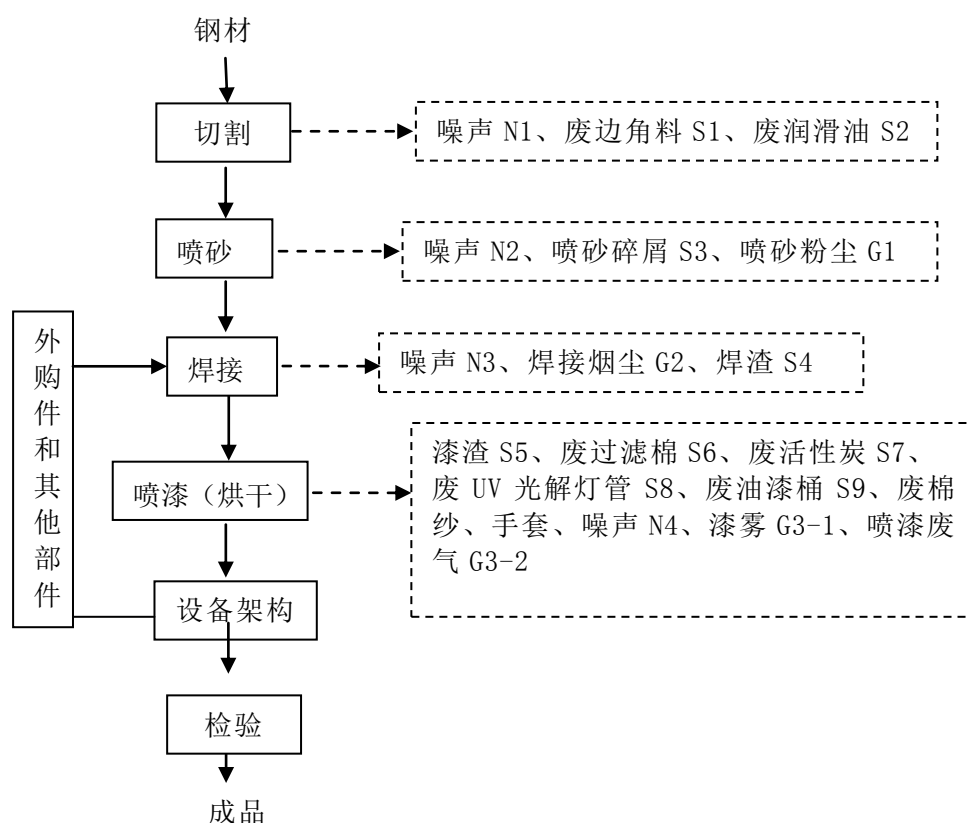 钢材
切割
噪声 N1、废边角料 S1、废润滑油 S2
喷砂
噪声 N2、喷砂碎屑 S3、喷砂粉尘 G1
外购件和其他部件
焊接
噪声 N3、焊接烟尘 G2、焊渣 S4
喷漆（烘干）
漆渣 S5、废过滤棉 S6、废活性炭 S7、
废 UV 光解灯管 S8、废油漆桶 S9、废棉
纱、手套、噪声 N4、漆雾 G3-1、喷漆废
气 G3-2
设备架构
检验
成品